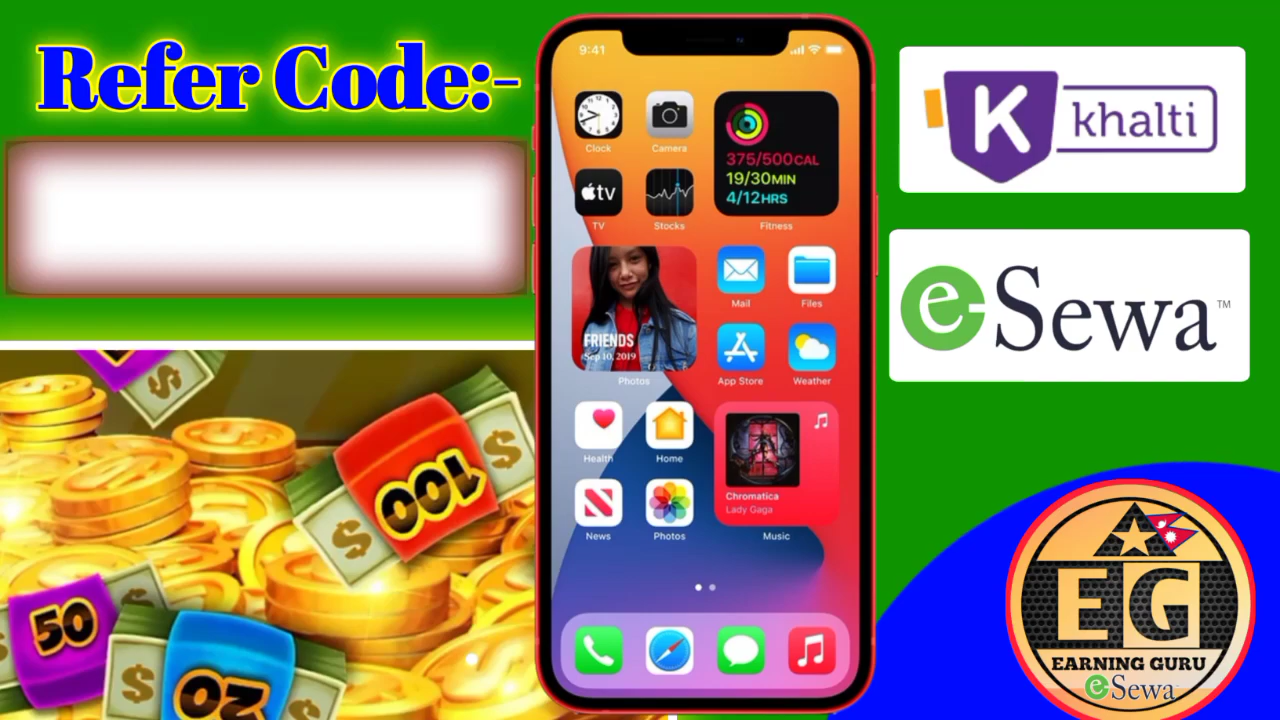 Refer Code:-
9:41
Clock
Camera
375/500CAL
19/30MIN
4/12HRS
tv
TV
Stocks
Fitness
FRIENDS
Sep 10, 2019
Photos
Mail
Files
App Store
Weather
Health
Home
Chromatica
Lady Gaga
News
Photos
Music
K khalti
e-Sewa™
$
100
$
$
50
$
20
EG
EARNING GURU
eSewa